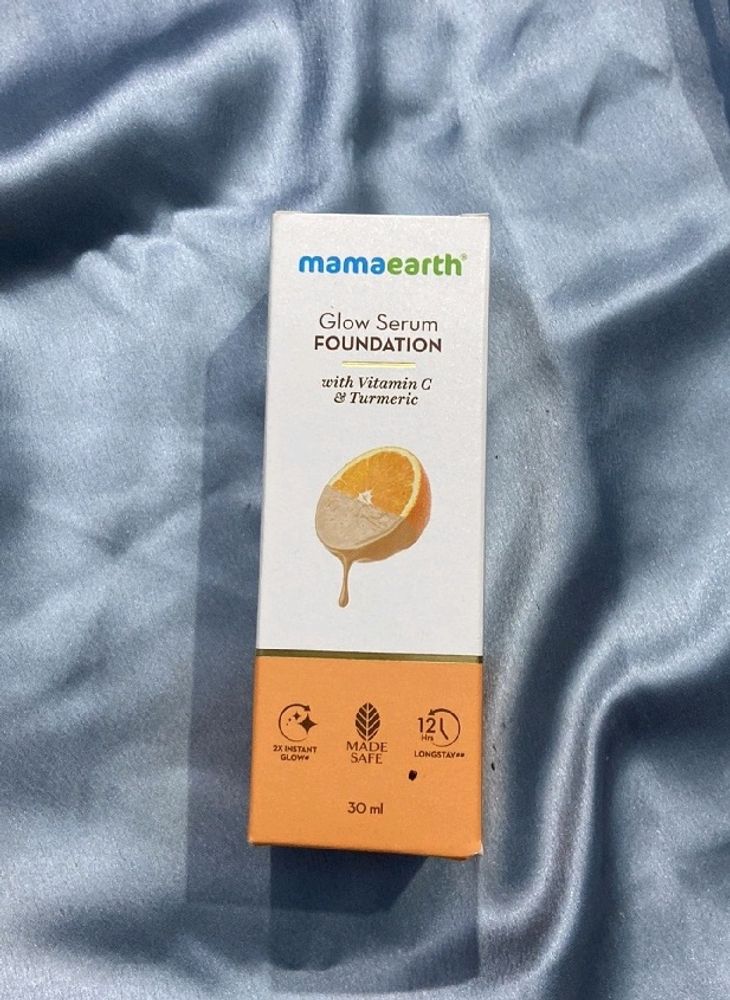 mamaearth®
Glow Serum
FOUNDATION
with Vitamin C
& Turmeric
2X INSTANT
GLOW#
MADE
SAFE
12
Hrs
LONGSTAY##
30 ml